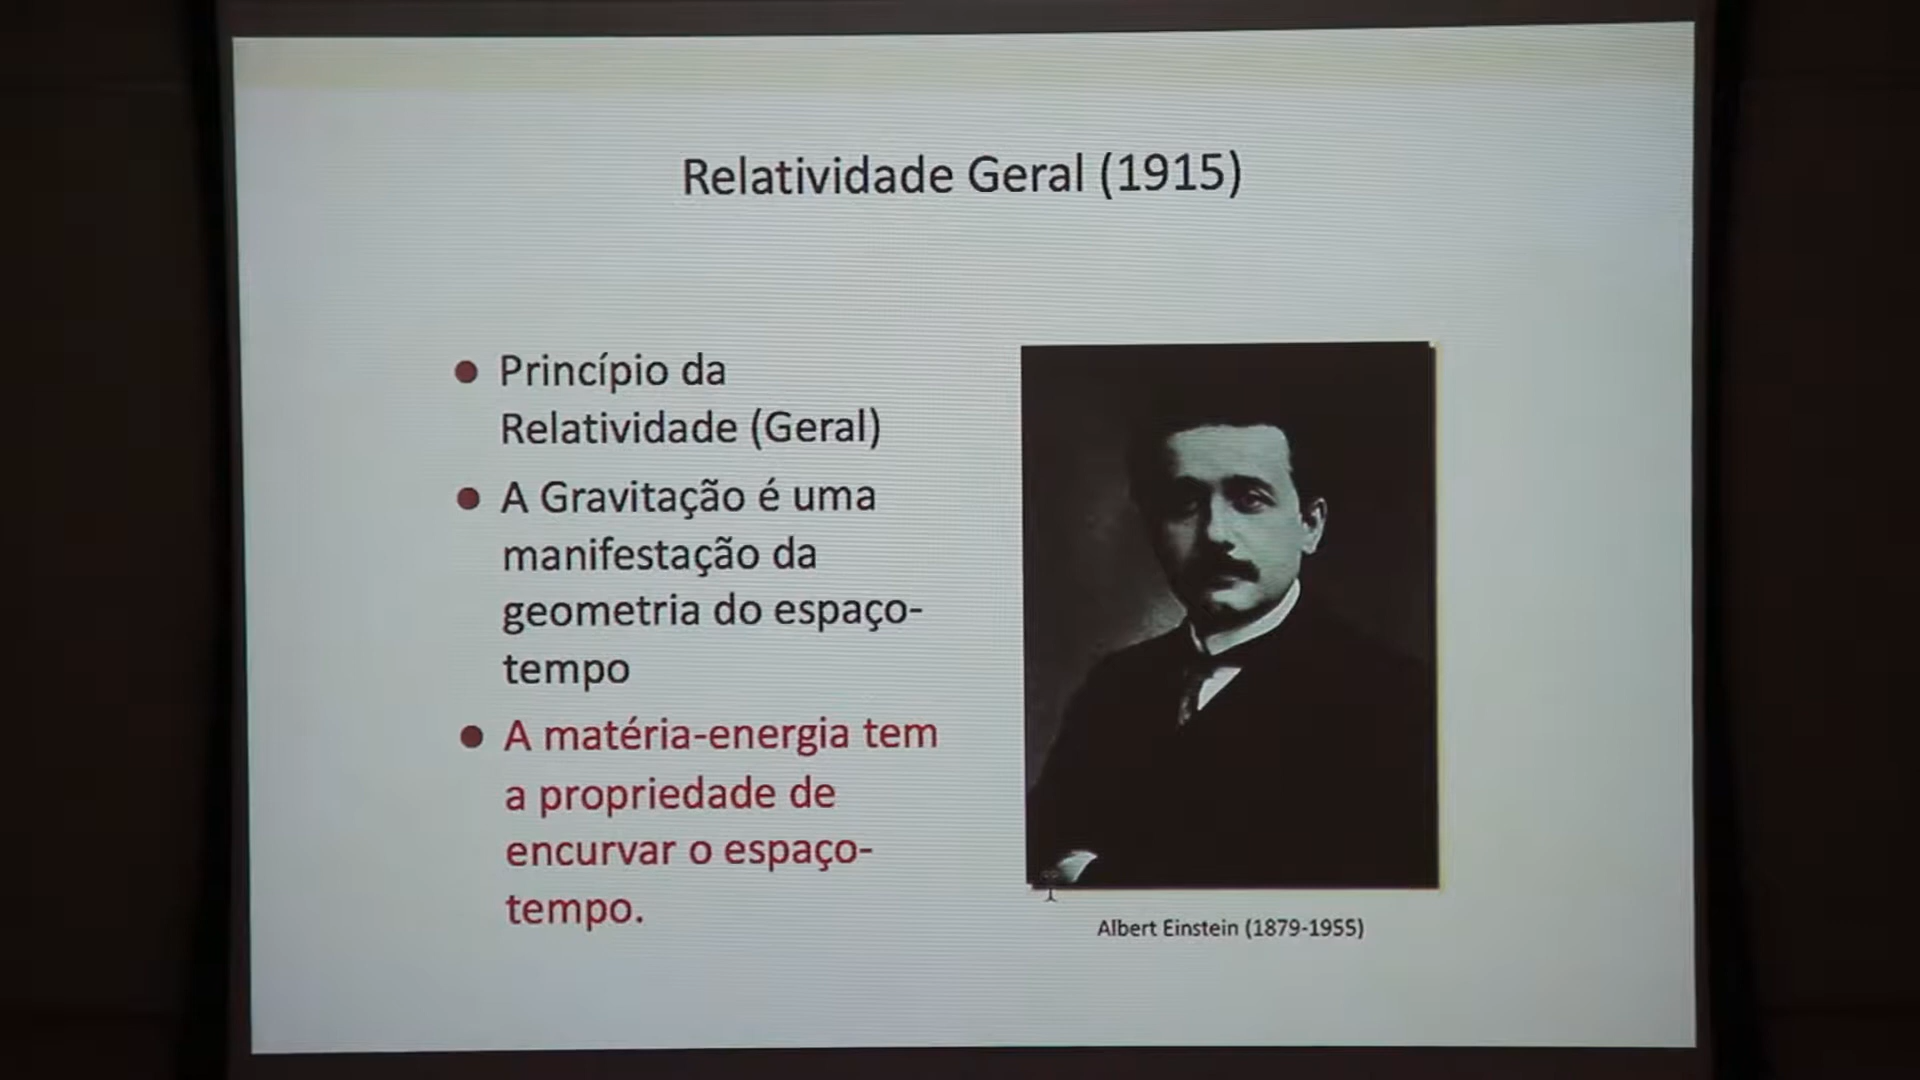 Relatividade Geral (1915)
Princípio da
Relatividade (Geral)
A Gravitação é uma
manifestação da
geometria do espaço-
tempo
A matéria-energia tem
a propriedade de
encurvar o espaço-
tempo.
Albert Einstein (1879-1955)